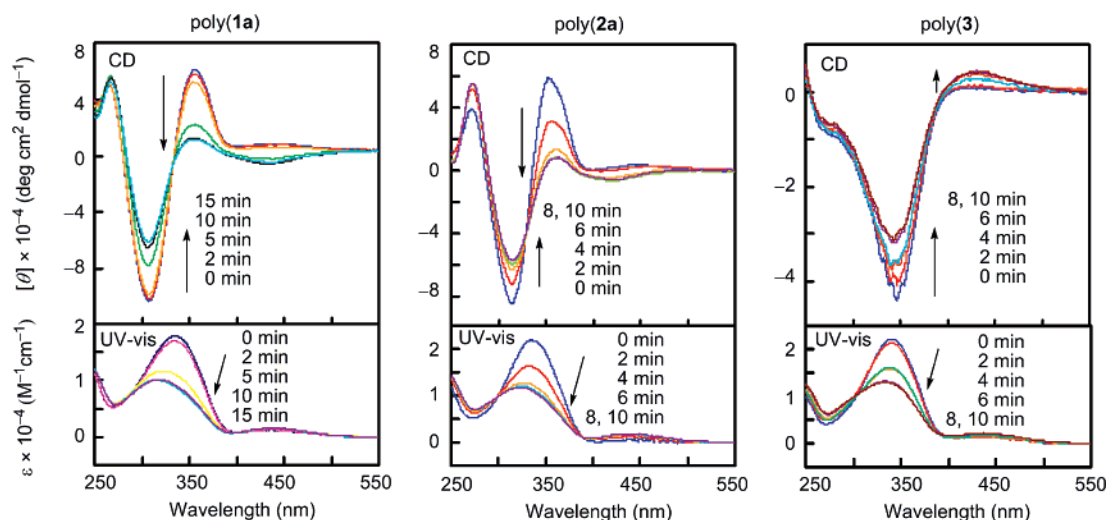 poly(1a)
poly(2a)
poly(3)
[θ] × 10⁻⁴ (deg cm² dmol⁻¹)
8
4
0
−4
−8
CD
15 min
10 min
5 min
2 min
0 min
8
4
0
−4
−8
CD
8, 10 min
6 min
4 min
2 min
0 min
0
−2
−4
CD
8, 10 min
6 min
4 min
2 min
0 min
ε × 10⁻⁴ (M⁻¹cm⁻¹)
2
1
0
UV-vis
0 min
2 min
5 min
10 min
15 min
250 350 450 550
Wavelength (nm)
2
1
0
UV-vis
0 min
2 min
4 min
6 min
8, 10 min
250 350 450 550
Wavelength (nm)
2
1
0
UV-vis
0 min
2 min
4 min
6 min
8, 10 min
250 350 450 550
Wavelength (nm)